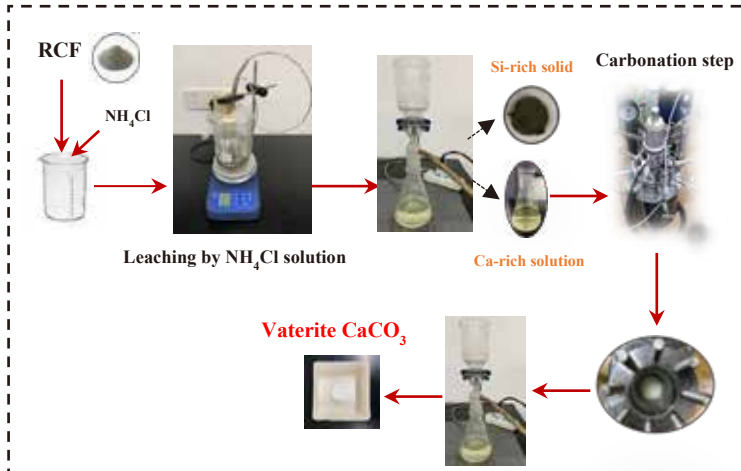 RCF
NH₄Cl
Leaching by NH₄Cl solution
Si-rich solid
Ca-rich solution
Carbonation step
Vaterite CaCO₃